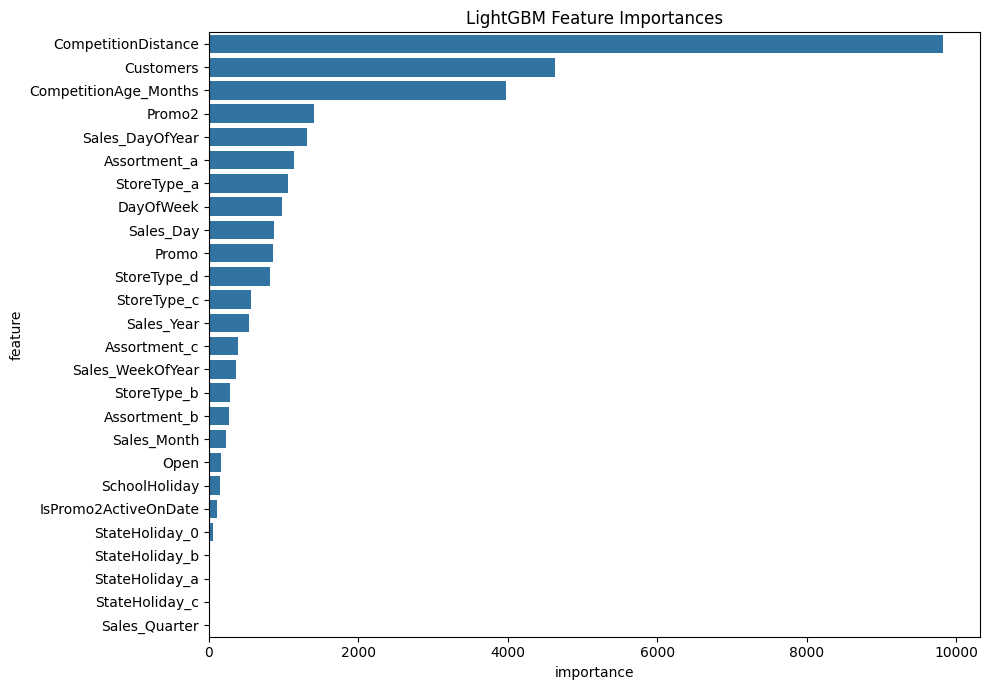 LightGBM Feature Importances
CompetitionDistance
Customers
CompetitionAge_Months
Promo2
Sales_DayOfYear
Assortment_a
StoreType_a
DayOfWeek
Sales_Day
Promo
StoreType_d
StoreType_c
Sales_Year
Assortment_c
Sales_WeekOfYear
StoreType_b
Assortment_b
Sales_Month
Open
SchoolHoliday
IsPromo2ActiveOnDate
StateHoliday_0
StateHoliday_b
StateHoliday_a
StateHoliday_c
Sales_Quarter
feature
0 2000 4000 6000 8000 10000
importance